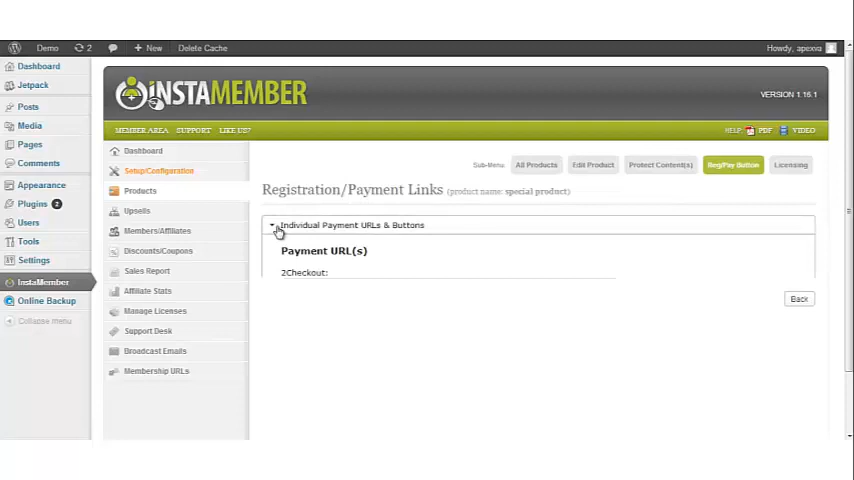 Demo 2 + New Delete Cache Howdy, apexva
Dashboard
Jetpack
Posts
Media
Pages
Comments
Appearance
Plugins 2
Users
Tools
Settings
InstaMember
Online Backup
Collapse menu
INSTAMEMBER
VERSION 1.16.1
MEMBER AREA SUPPORT LIKE US? HELP: PDF VIDEO
Dashboard
Setup/Configuration
Products
Upsells
Members/Affiliates
Discounts/Coupons
Sales Report
Affiliate Stats
Manage Licenses
Support Desk
Broadcast Emails
Membership URLs
Sub-Menu: All Products Edit Product Protect Content(s) Reg/Pay Button Licensing
Registration/Payment Links (product name: special product)
Individual Payment URLs & Buttons
Payment URL(s)
2Checkout:
Back